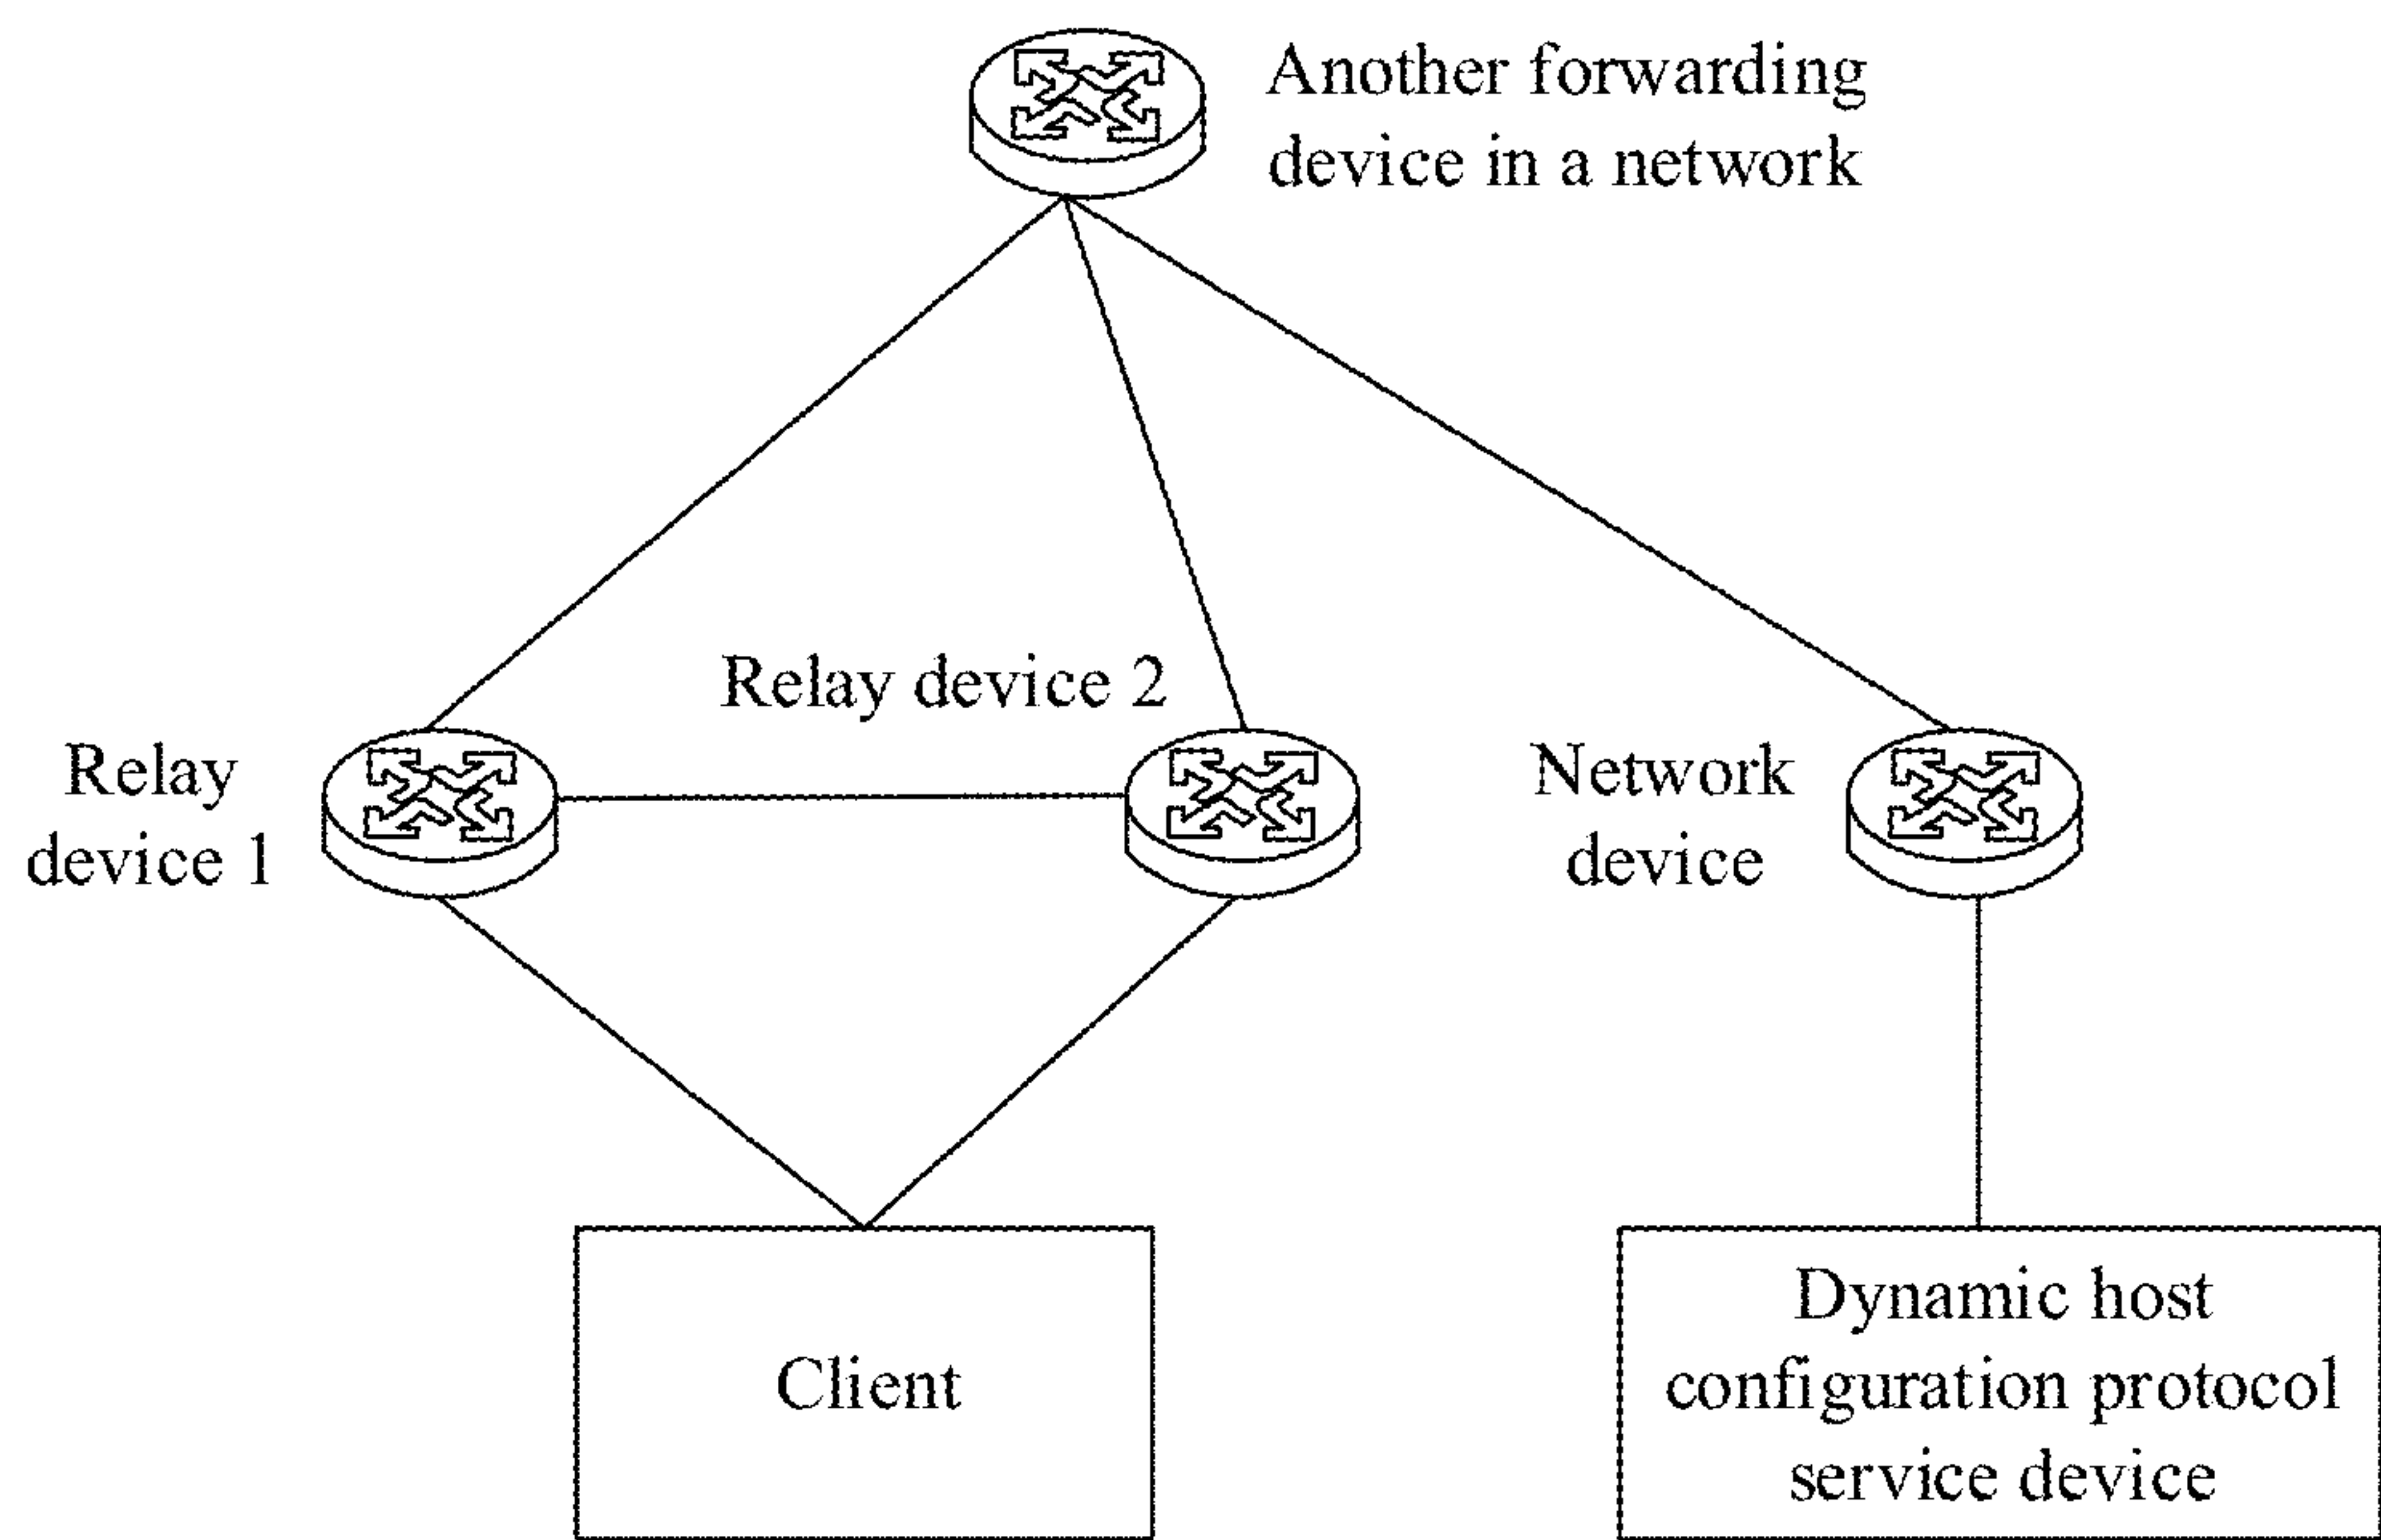 Another forwarding
device in a network
Relay device 2
Relay
device 1
Network
device
Client
Dynamic host
configuration protocol
service device